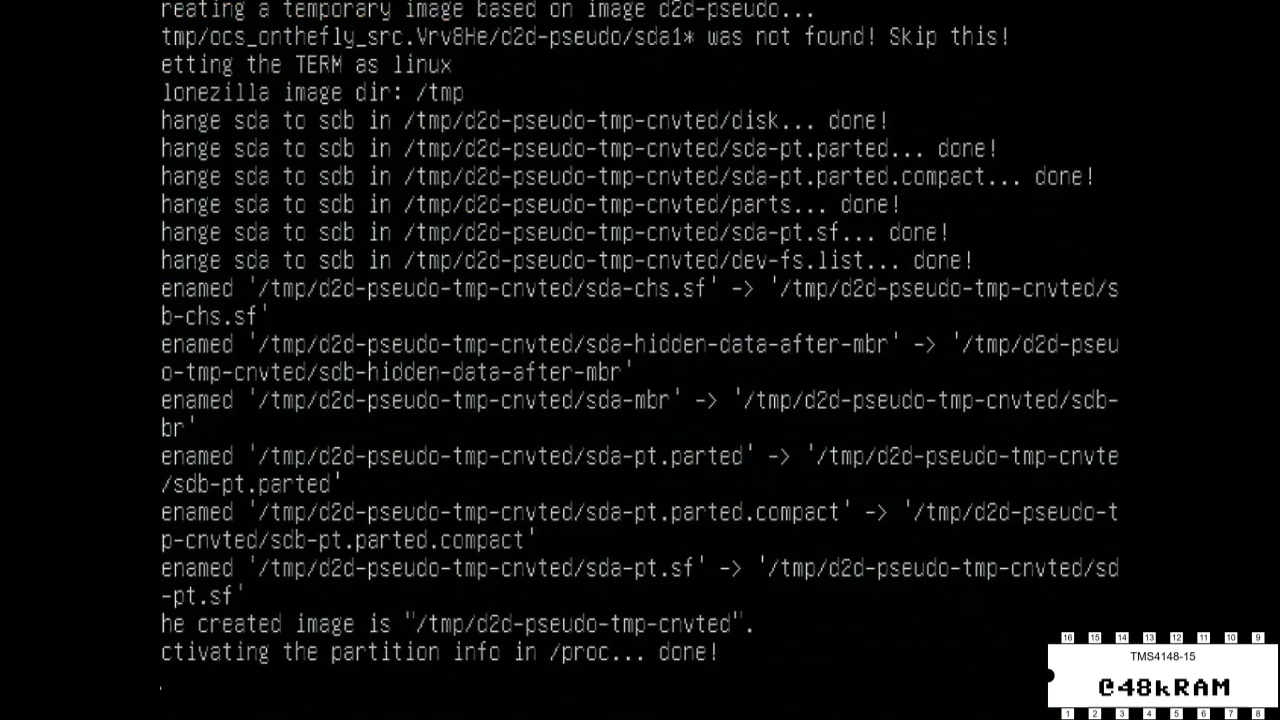 reating a temporary image based on image d2d-pseudo...
tmp/ocs_onthefly_src.Vrv8He/d2d-pseudo/sda1* was not found! Skip this!
etting the TERM as linux
lonezilla image dir: /tmp
hange sda to sdb in /tmp/d2d-pseudo-tmp-cnvted/disk... done!
hange sda to sdb in /tmp/d2d-pseudo-tmp-cnvted/sda-pt.parted... done!
hange sda to sdb in /tmp/d2d-pseudo-tmp-cnvted/sda-pt.parted.compact... done!
hange sda to sdb in /tmp/d2d-pseudo-tmp-cnvted/parts... done!
hange sda to sdb in /tmp/d2d-pseudo-tmp-cnvted/sda-pt.sf... done!
hange sda to sdb in /tmp/d2d-pseudo-tmp-cnvted/dev-fs.list... done!
enamed '/tmp/d2d-pseudo-tmp-cnvted/sda-chs.sf' -> '/tmp/d2d-pseudo-tmp-cnvted/s
b-chs.sf'
enamed '/tmp/d2d-pseudo-tmp-cnvted/sda-hidden-data-after-mbr' -> '/tmp/d2d-pseu
o-tmp-cnvted/sdb-hidden-data-after-mbr'
enamed '/tmp/d2d-pseudo-tmp-cnvted/sda-mbr' -> '/tmp/d2d-pseudo-tmp-cnvted/sdb-
br'
enamed '/tmp/d2d-pseudo-tmp-cnvted/sda-pt.parted' -> '/tmp/d2d-pseudo-tmp-cnvte
/sdb-pt.parted'
enamed '/tmp/d2d-pseudo-tmp-cnvted/sda-pt.parted.compact' -> '/tmp/d2d-pseudo-t
p-cnvted/sdb-pt.parted.compact'
enamed '/tmp/d2d-pseudo-tmp-cnvted/sda-pt.sf' -> '/tmp/d2d-pseudo-tmp-cnvted/sd
-pt.sf'
he created image is "/tmp/d2d-pseudo-tmp-cnvted".
ctivating the partition info in /proc... done!
16 15 14 13 12 11 10 9
TMS4148-15
@48kRAM
1 2 3 4 5 6 7 8